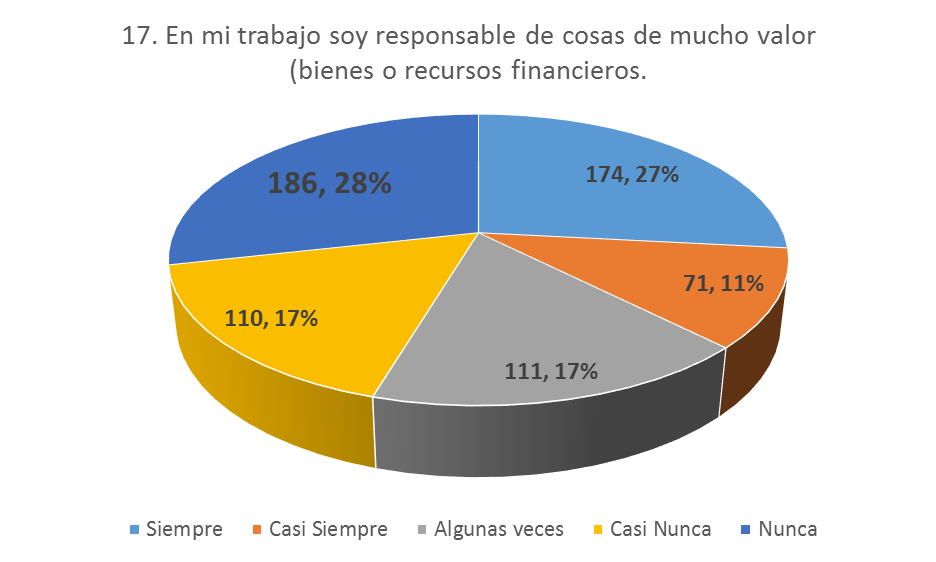 17. En mi trabajo soy responsable de cosas de mucho valor
(bienes o recursos financieros.
186, 28%
174, 27%
71, 11%
110, 17%
111, 17%
Siempre
Casi Siempre
Algunas veces
Casi Nunca
Nunca